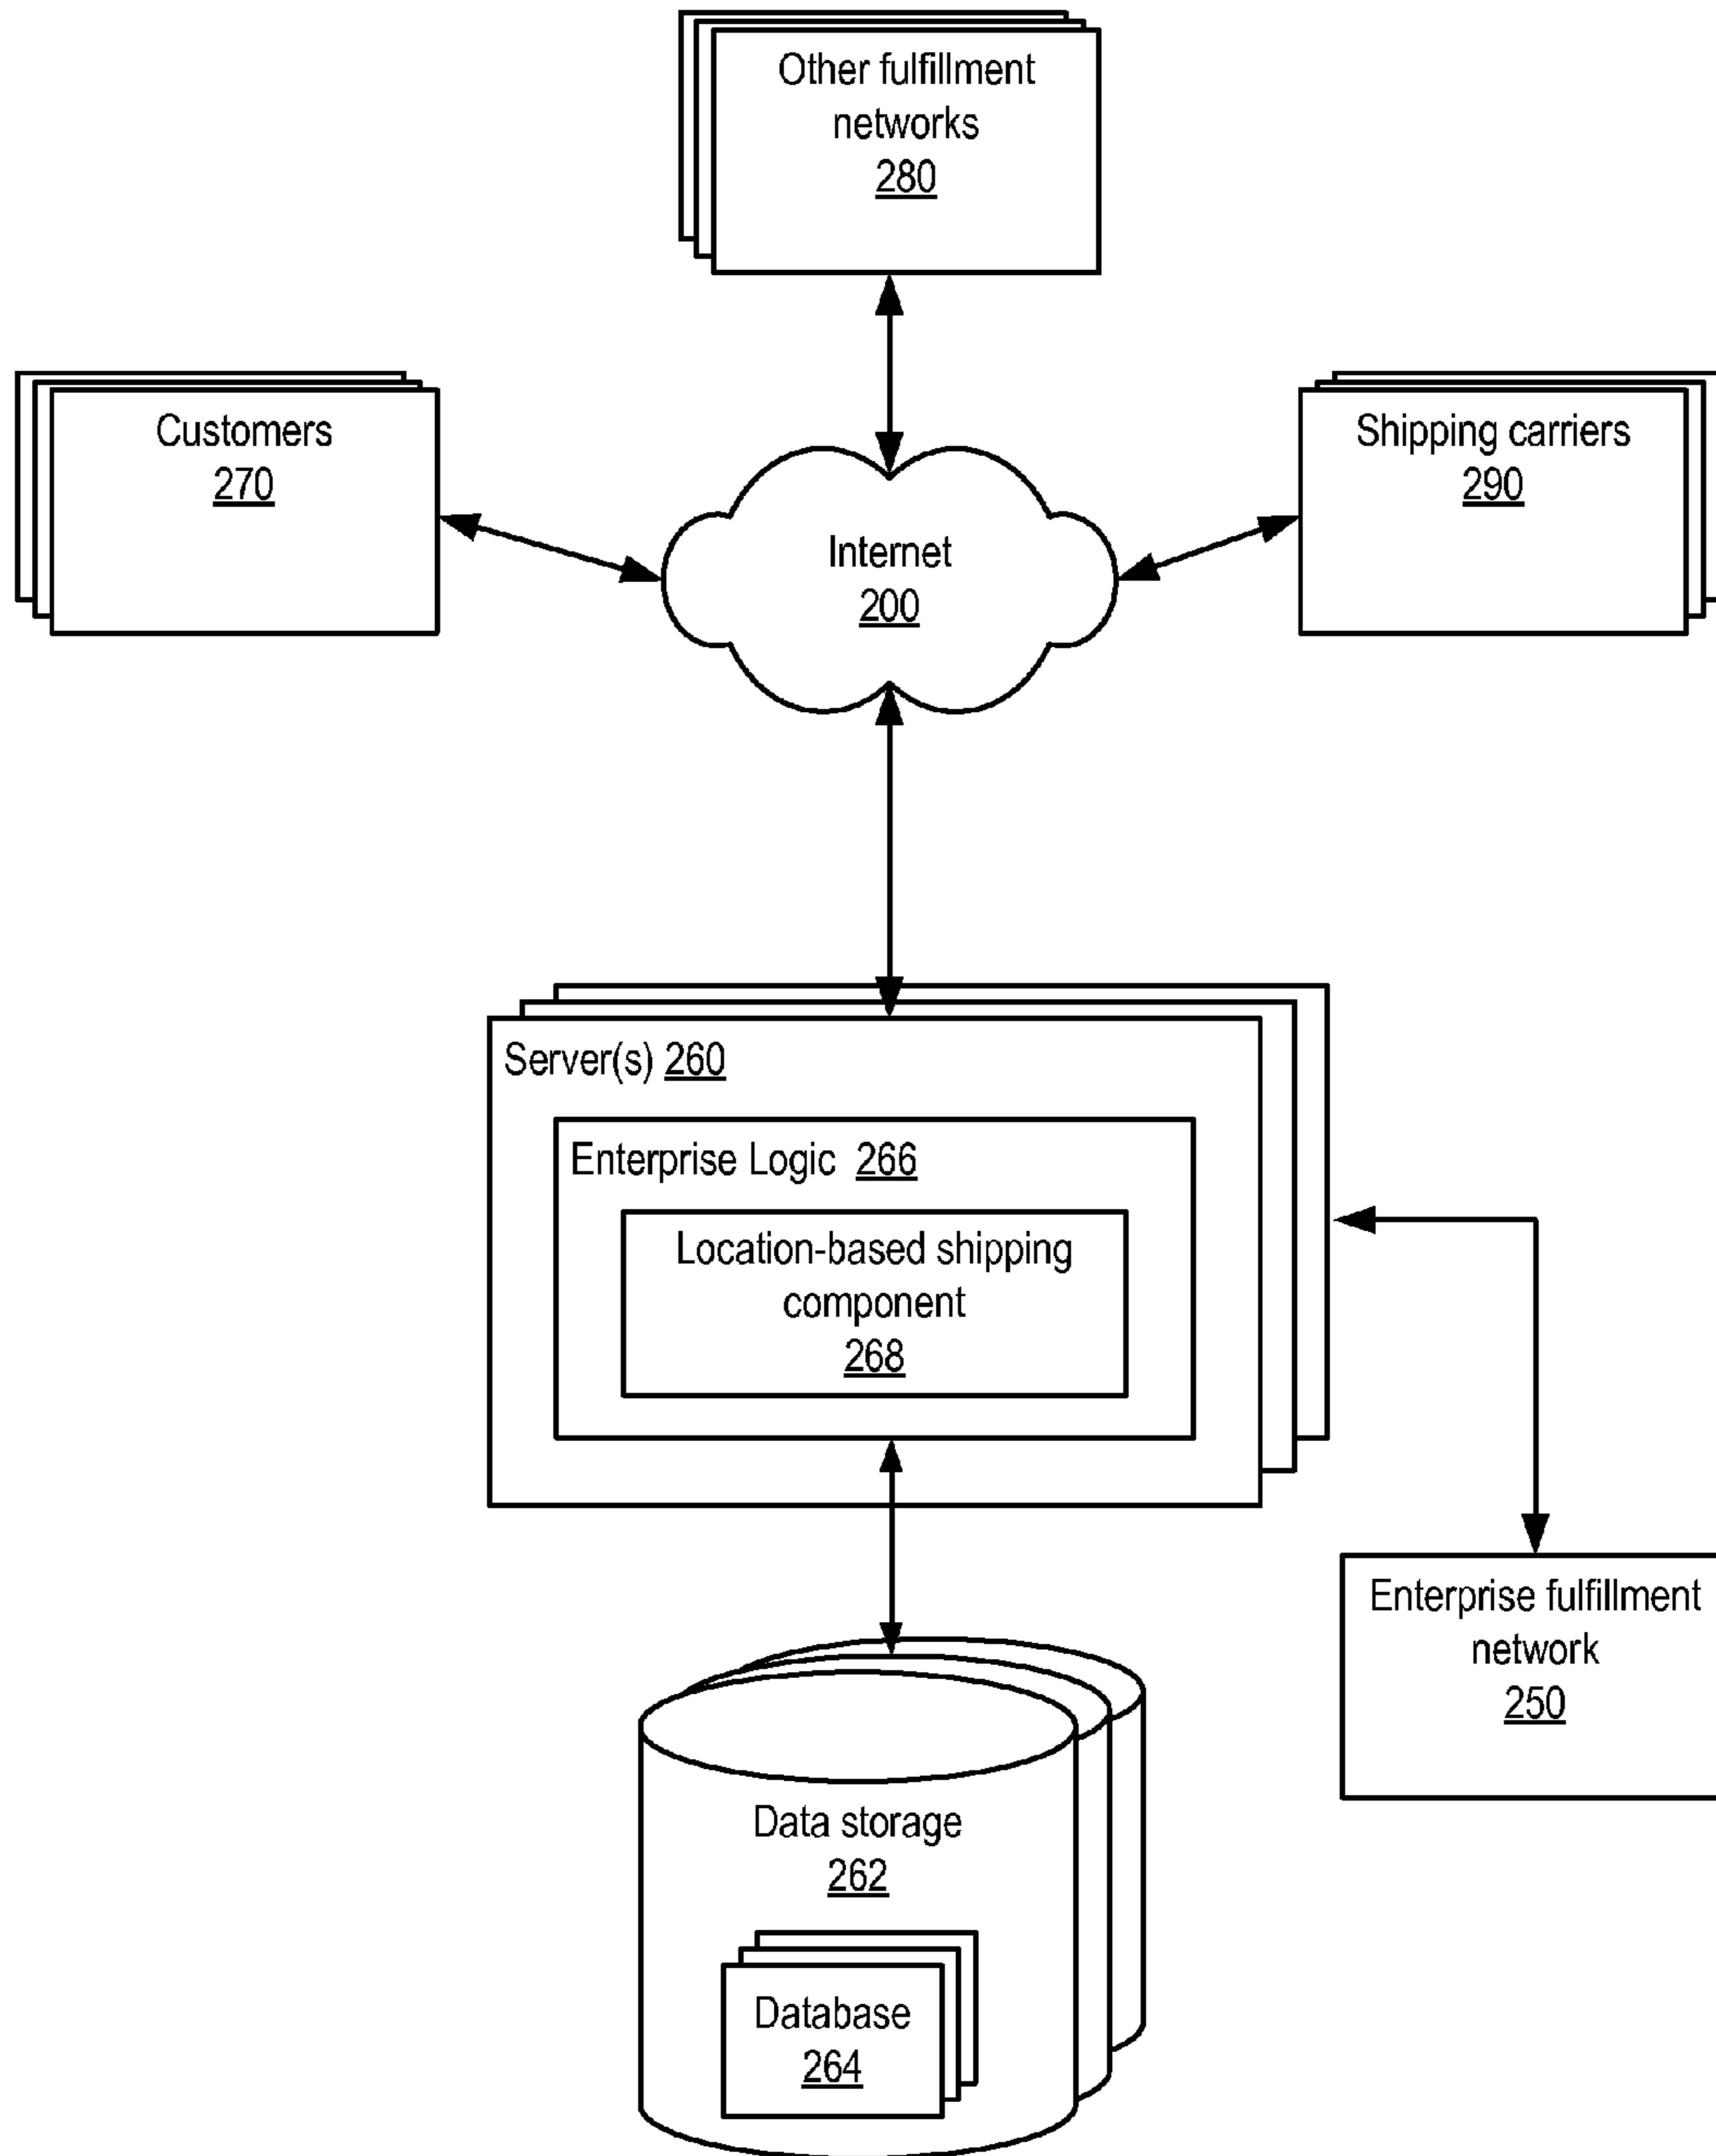 Other fulfillment
networks
280
Customers
270
Shipping carriers
290
Internet
200
Server(s) 260
Enterprise Logic 266
Location-based shipping
component
268
Enterprise fulfillment
network
250
Data storage
262
Database
264